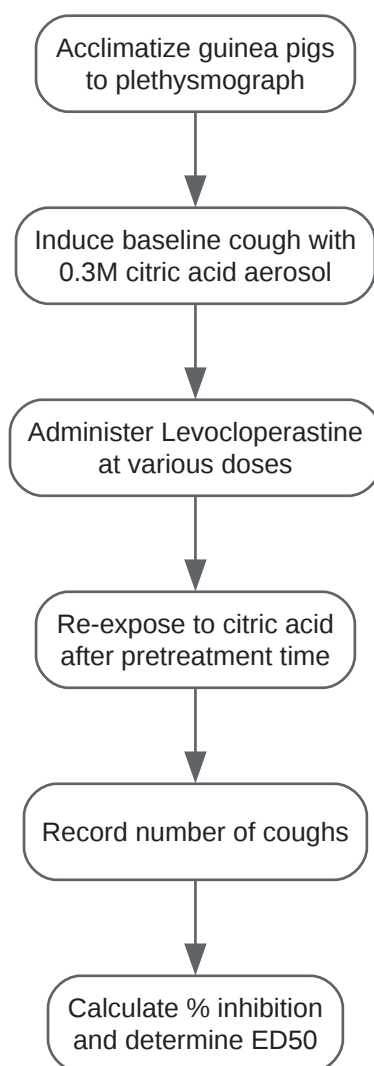 Acclimatize guinea pigs
to plethysmograph
Induce baseline cough with
0.3M citric acid aerosol
Administer Levocloperastine
at various doses
Re-expose to citric acid
after pretreatment time
Record number of coughs
Calculate % inhibition
and determine ED50